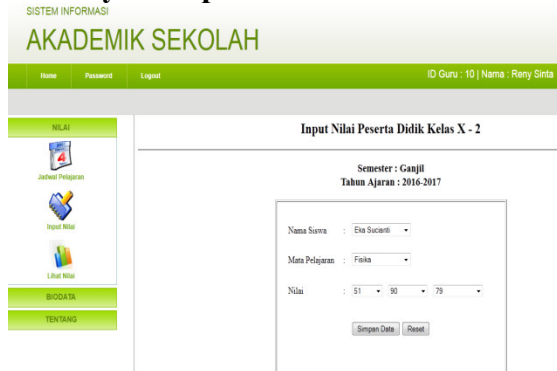 SISTEM INFORMASI
AKADEMIK SEKOLAH
Home Password Logout ID Guru : 10 | Nama : Reny Sinta
NILAI
Jadwal Pelajaran
Input Nilai
Lihat Nilai
BIODATA
TENTANG
Input Nilai Peserta Didik Kelas X - 2
Semester : Ganjil
Tahun Ajaran : 2016-2017
Nama Siswa : Eka Sucianti
Mata Pelajaran : Fisika
Nilai : 51 90 79
Simpan Data Reset